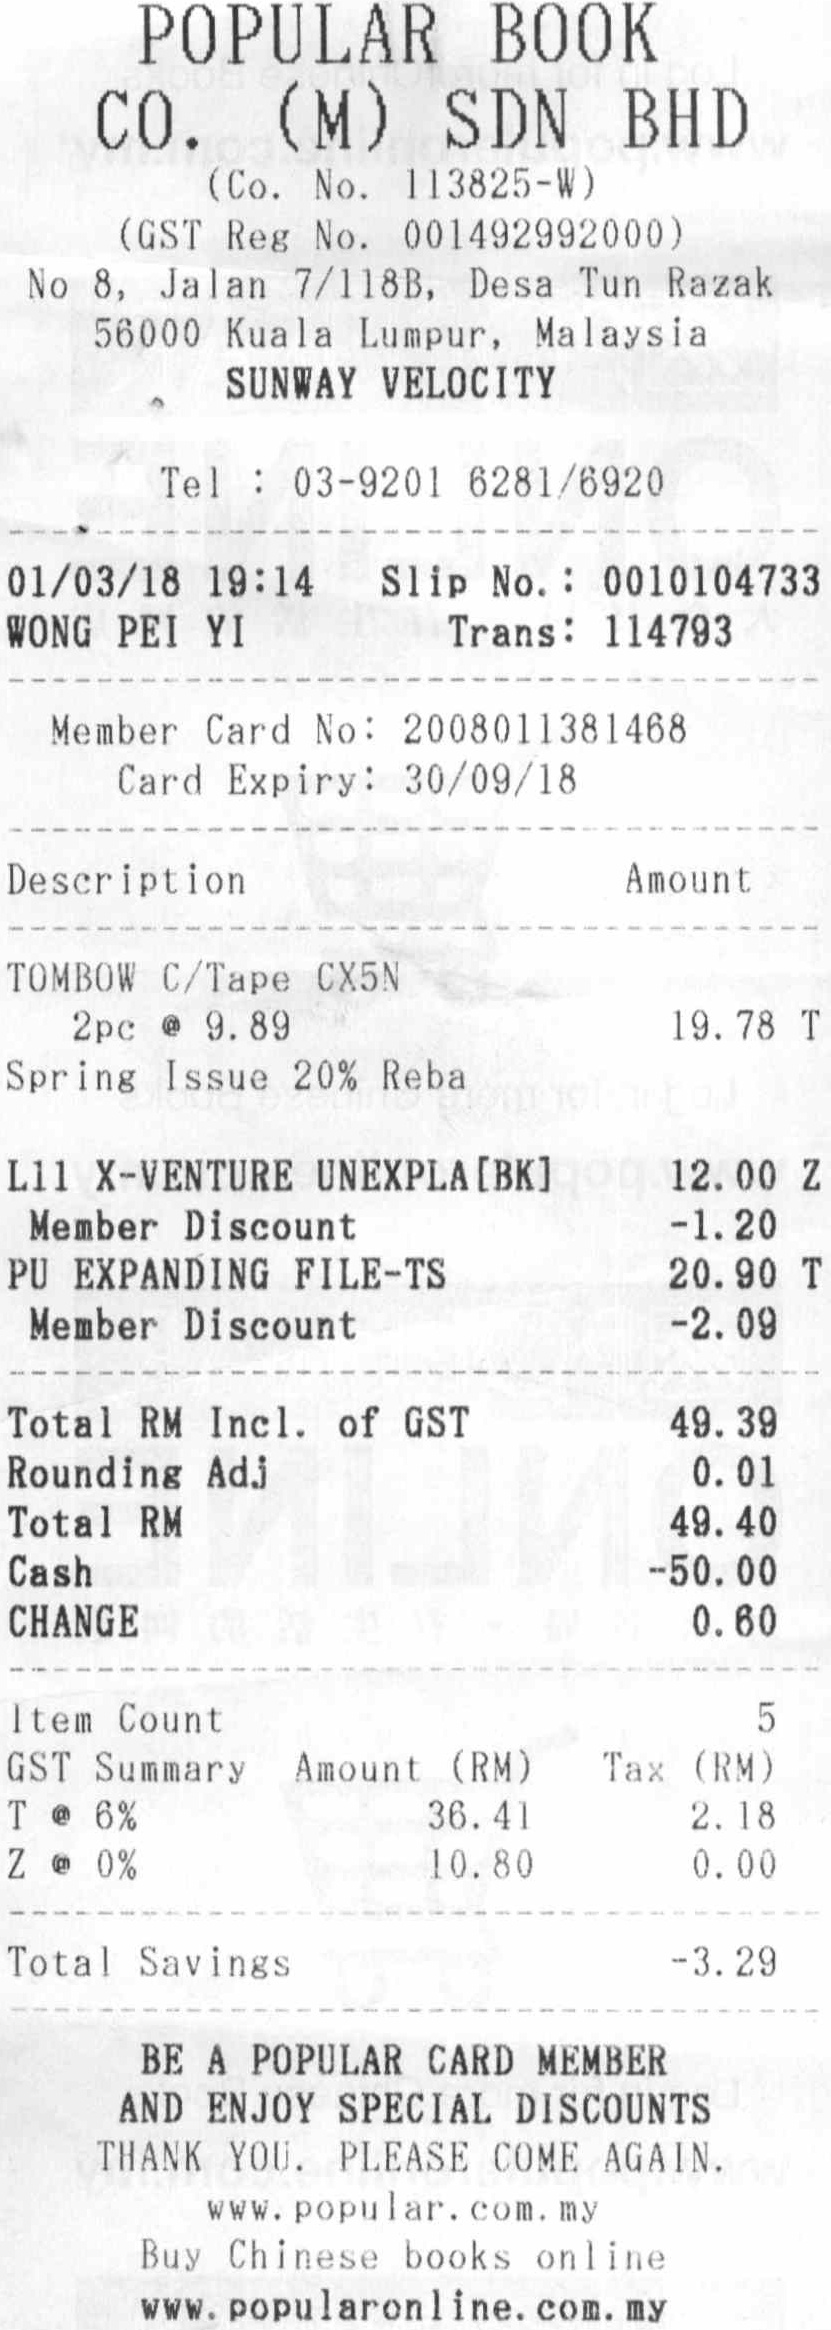 POPULAR BOOK
CO. (M) SDN BHD
(Co. No. 113825-W)
(GST Reg No. 001492992000)
No 8, Jalan 7/118B, Desa Tun Razak
56000 Kuala Lumpur, Malaysia
SUNWAY VELOCITY
Tel : 03-9201 6281/6920
01/03/18 19:14 Slip No.: 0010104733
WONG PEI YI Trans: 114793
Member Card No: 2008011381468
Card Expiry: 30/09/18
Description Amount
TOMBOW C/Tape CX5N
2pc @ 9.89 19.78 T
Spring Issue 20% Reba
L11 X-VENTURE UNEXPLA[BK] 12.00 Z
Member Discount -1.20
PU EXPANDING FILE-TS 20.90 T
Member Discount -2.09
Total RM Incl. of GST 49.39
Rounding Adj 0.01
Total RM 49.40
Cash -50.00
CHANGE 0.60
Item Count 5
GST Summary Amount (RM) Tax (RM)
T @ 6% 36.41 2.18
Z @ 0% 10.80 0.00
Total Savings -3.29
BE A POPULAR CARD MEMBER
AND ENJOY SPECIAL DISCOUNTS
THANK YOU. PLEASE COME AGAIN.
www.popular.com.my
Buy Chinese books online
www.popularonline.com.my